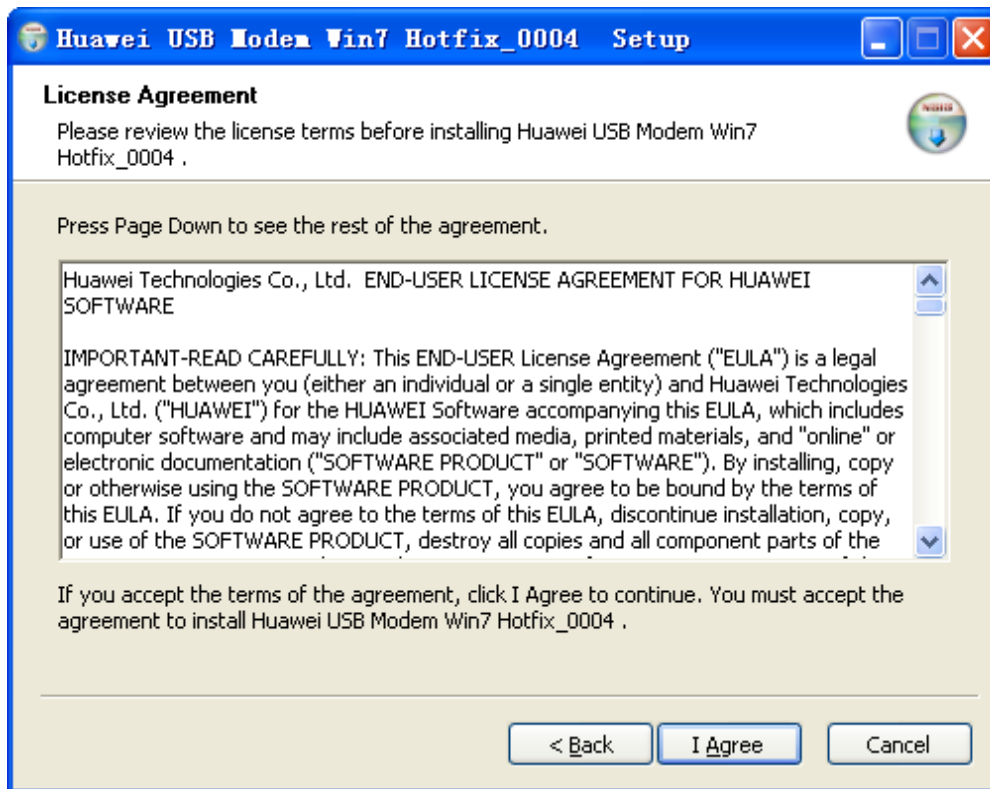 Huawei USB Modem Win7 Hotfix_0004 Setup
License Agreement
Please review the license terms before installing Huawei USB Modem Win7
Hotfix_0004 .
Press Page Down to see the rest of the agreement.
Huawei Technologies Co., Ltd. END-USER LICENSE AGREEMENT FOR HUAWEI
SOFTWARE
IMPORTANT-READ CAREFULLY: This END-USER License Agreement ("EULA") is a legal
agreement between you (either an individual or a single entity) and Huawei Technologies
Co., Ltd. ("HUAWEI") for the HUAWEI Software accompanying this EULA, which includes
computer software and may include associated media, printed materials, and "online" or
electronic documentation ("SOFTWARE PRODUCT" or "SOFTWARE"). By installing, copy
or otherwise using the SOFTWARE PRODUCT, you agree to be bound by the terms of
this EULA. If you do not agree to the terms of this EULA, discontinue installation, copy,
or use of the SOFTWARE PRODUCT, destroy all copies and all component parts of the
If you accept the terms of the agreement, click I Agree to continue. You must accept the
agreement to install Huawei USB Modem Win7 Hotfix_0004 .
< Back
I Agree
Cancel